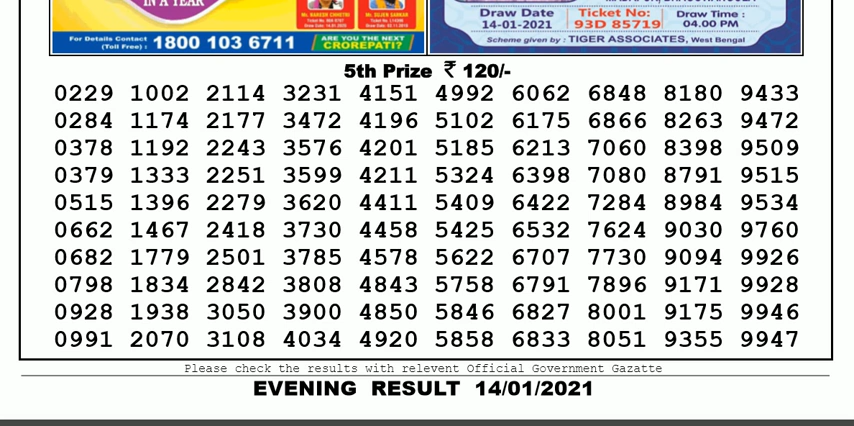 IN A YEAR
For Details Contact (Toll Free) : 1800 103 6711
ARE YOU THE NEXT
CROREPATI?
Draw Date
14-01-2021
Ticket No:
93D 85719
Draw Time :
04.00 PM
Scheme given by : TIGER ASSOCIATES, West Bengal
5th Prize ₹ 120/-
0229 1002 2114 3231 4151 4992 6062 6848 8180 9433
0284 1174 2177 3472 4196 5102 6175 6866 8263 9472
0378 1192 2243 3576 4201 5185 6213 7060 8398 9509
0379 1333 2251 3599 4211 5324 6398 7080 8791 9515
0515 1396 2279 3620 4411 5409 6422 7284 8984 9534
0662 1467 2418 3730 4458 5425 6532 7624 9030 9760
0682 1779 2501 3785 4578 5622 6707 7730 9094 9926
0798 1834 2842 3808 4843 5758 6791 7896 9171 9928
0928 1938 3050 3900 4850 5846 6827 8001 9175 9946
0991 2070 3108 4034 4920 5858 6833 8051 9355 9947
Please check the results with relevent Official Government Gazatte
EVENING RESULT 14/01/2021